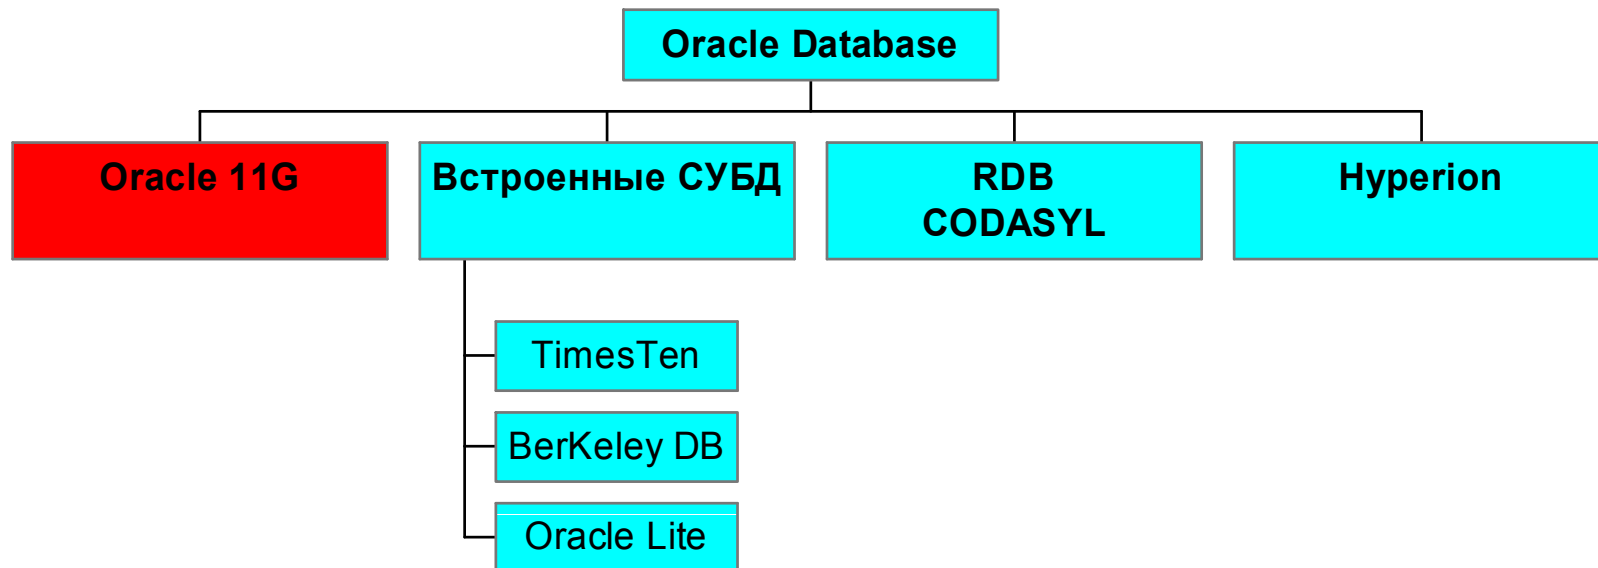 Oracle Database
Oracle 11G
Встроенные СУБД
RDB
CODASYL
Hyperion
TimesTen
BerKeley DB
Oracle Lite